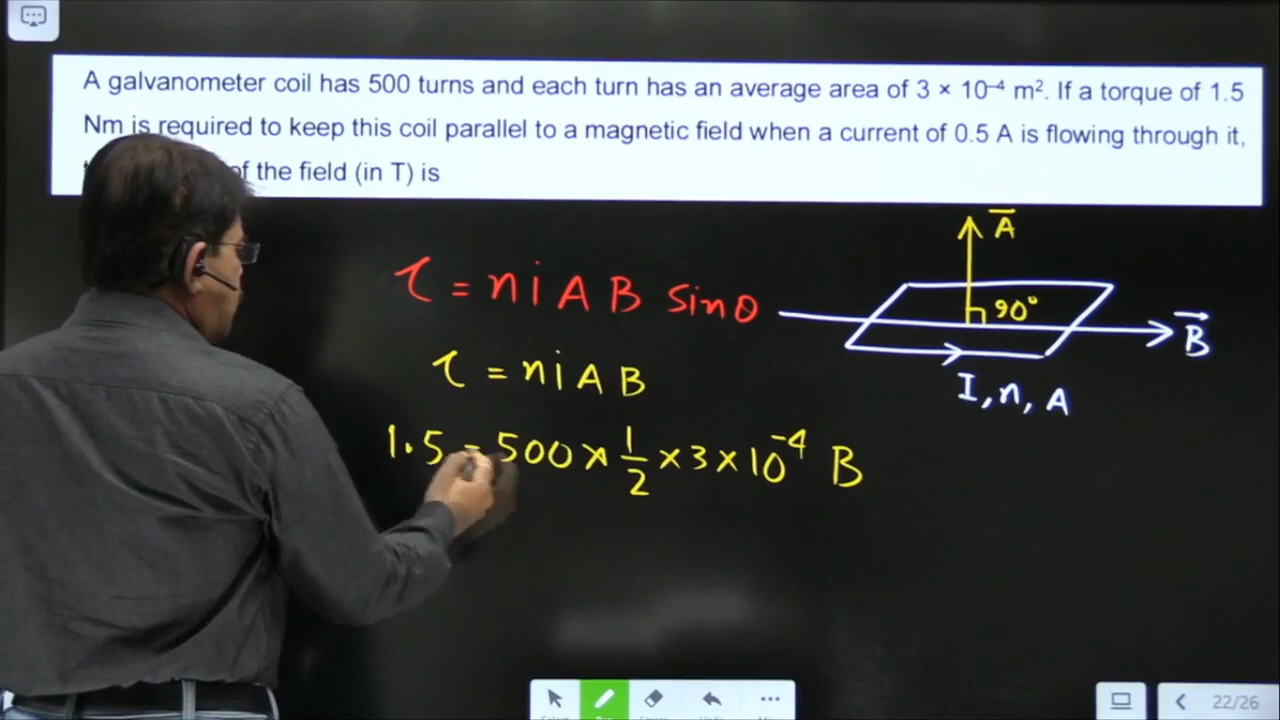 A galvanometer coil has 500 turns and each turn has an average area of 3 × 10⁻⁴ m². If a torque of 1.5
Nm is required to keep this coil parallel to a magnetic field when a current of 0.5 A is flowing through it,
of the field (in T) is
A̅
τ = n i A B sinθ
90°
B⃗
τ = n i A B
I, n, A
1.5 = 500 × 1/2 × 3 × 10⁻⁴ B
22/26